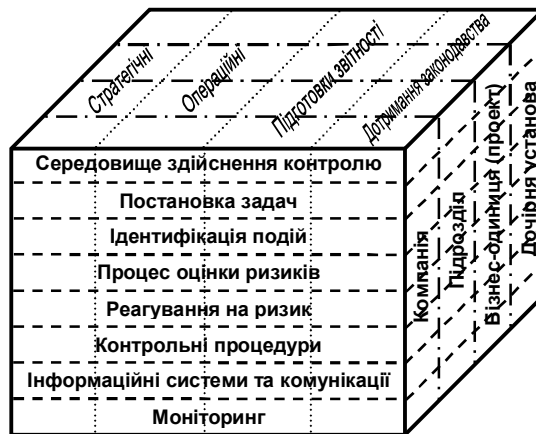 Стратегічні
Операційні
Підготовки звітності
Дотримання законодавства
Середовище здійснення контролю
Постановка задач
Ідентифікація подій
Процес оцінки ризиків
Реагування на ризик
Контрольні процедури
Інформаційні системи та комунікації
Моніторинг
Компанія
Підрозділ
Бізнес-одиниця (проект)
Дочірня установа